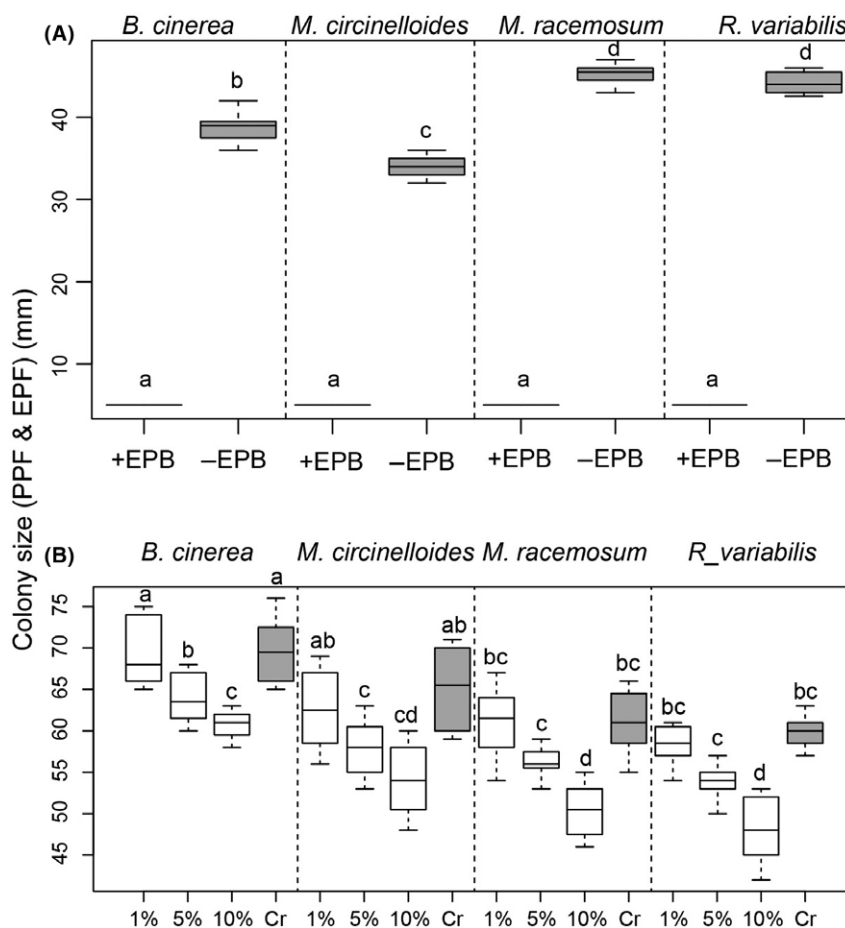 (A) B. cinerea M. circinelloides M. racemosum R. variabilis
b c d d
40
30
20
10
a a a a
+EPB –EPB +EPB –EPB +EPB –EPB +EPB –EPB
Colony size (PPF & EPF) (mm)
(B) B. cinerea M. circinelloides M. racemosum R_variabilis
a b c a ab c cd ab bc c d bc bc c d bc
75
70
65
60
55
50
45
1% 5% 10% Cr 1% 5% 10% Cr 1% 5% 10% Cr 1% 5% 10% Cr